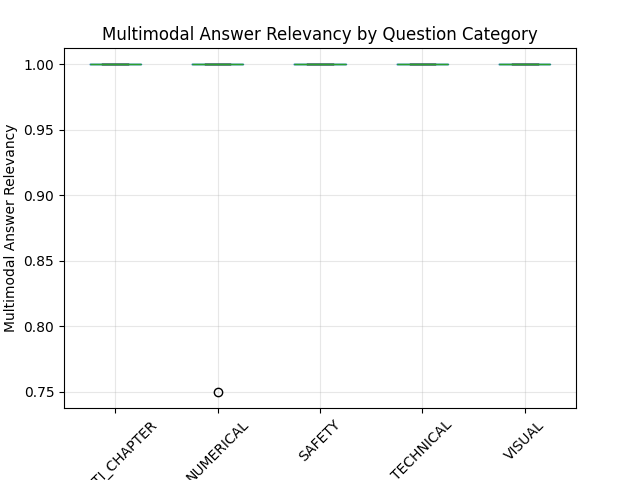 Multimodal Answer Relevancy by Question Category
Multimodal Answer Relevancy
1.00
0.95
0.90
0.85
0.80
0.75
TI_CHAPTER
NUMERICAL
SAFETY
TECHNICAL
VISUAL